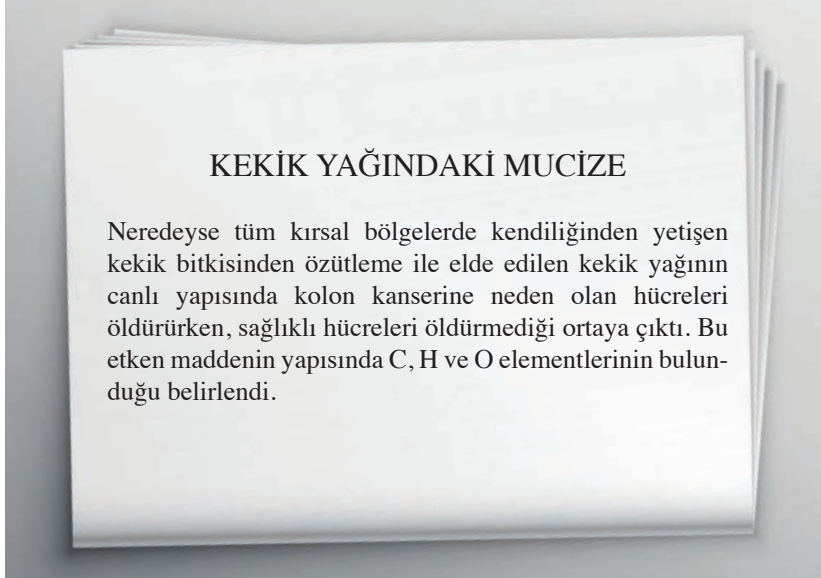 KEKİK YAĞINDAKİ MUCİZE
Neredeyse tüm kırsal bölgelerde kendiliğinden yetişen
kekik bitkisinden özütleme ile elde edilen kekik yağının
canlı yapısında kolon kanserine neden olan hücreleri
öldürürken, sağlıklı hücreleri öldürmediği ortaya çıktı. Bu
etken maddenin yapısında C, H ve O elementlerinin bulun-
duğu belirlendi.